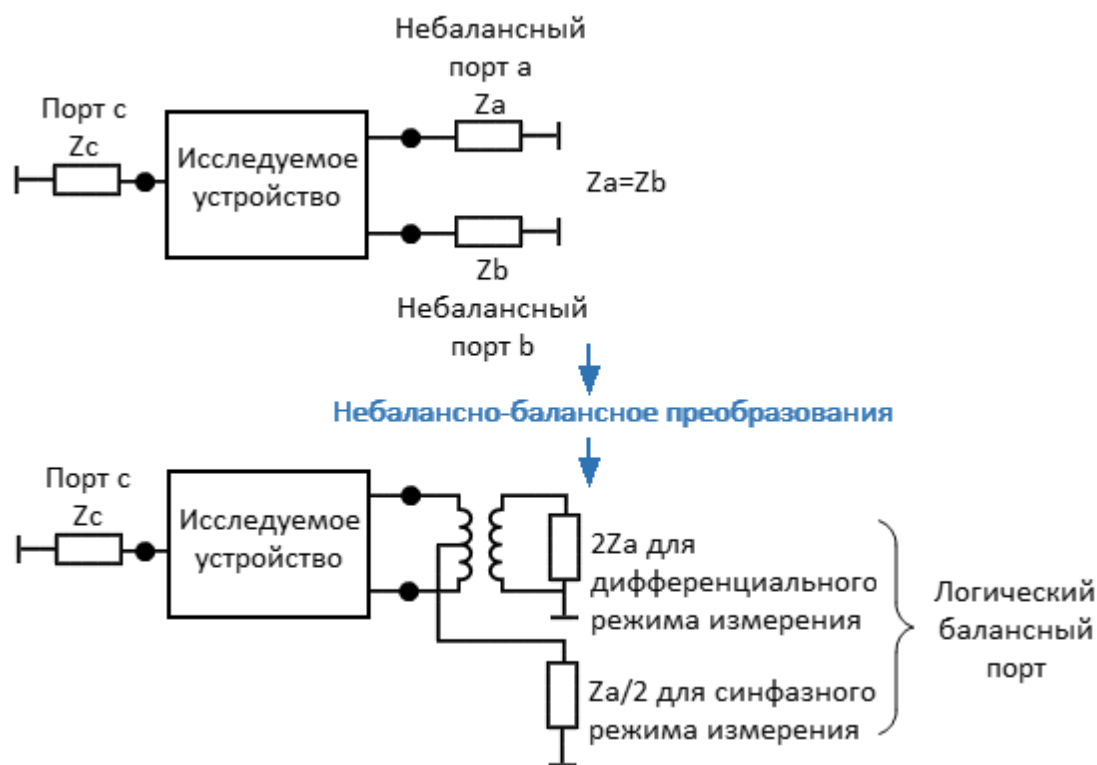 Небалансный
порт a
Za
Порт c
Zc
Исследуемое
устройство
Za=Zb
Zb
Небалансный
порт b
Небалансно-балансное преобразования
Порт c
Zc
Исследуемое
устройство
2Za для
дифференциального
режима измерения
Логический
балансный
порт
Za/2 для синфазного
режима измерения